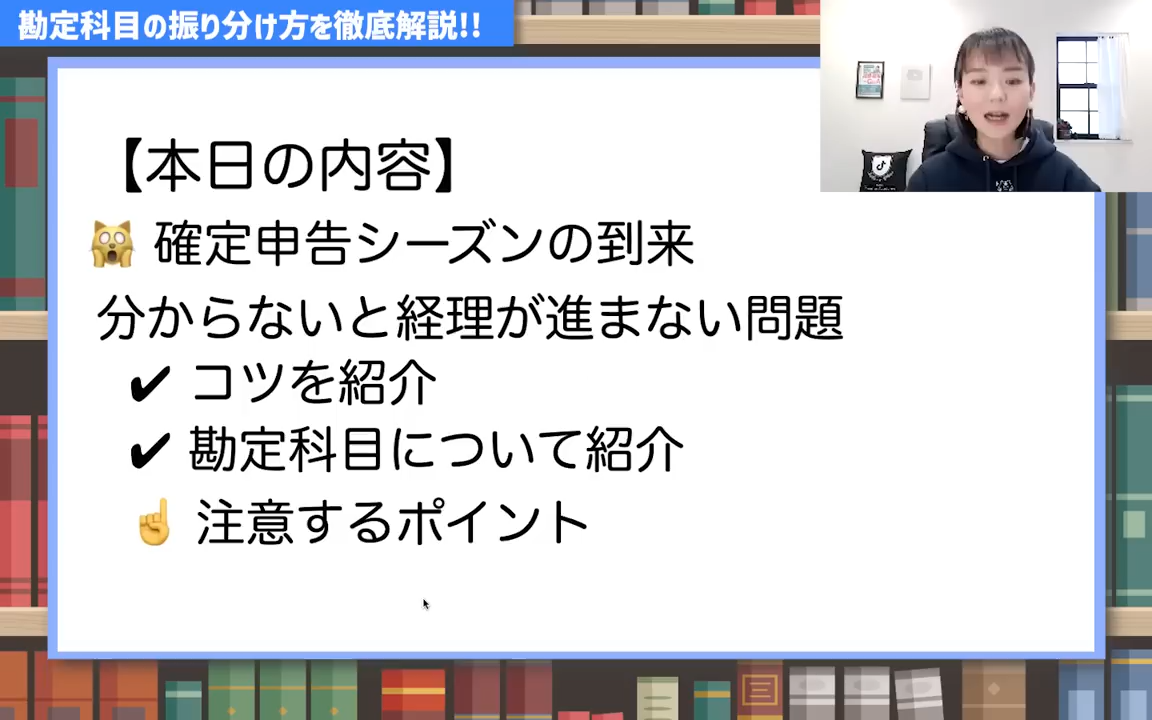 勘定科目の振り分け方を徹底解説!!
【本日の内容】
🙀 確定申告シーズンの到来
分からないと経理が進まない問題
✔ コツを紹介
✔ 勘定科目について紹介
☝ 注意するポイント